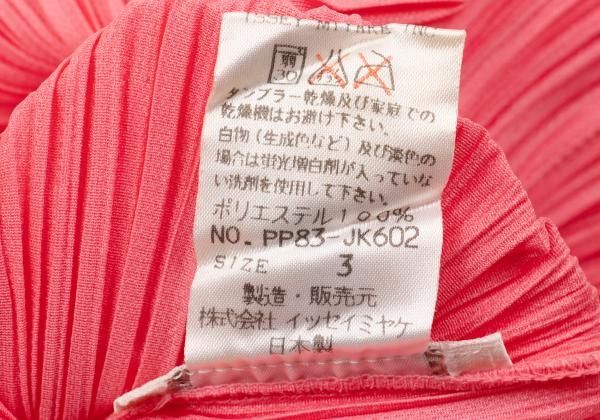 ISSEY MIYAKE INC.
弱
30
タンブラー乾燥及び家庭での
乾燥機はお避け下さい。
白物（生成色など）及び淡色の
場合は蛍光増白剤が入っていな
い洗剤を使用して下さい。
ポリエステル100%
NO. PP83-JK602
SIZE 3
製造・販売元
株式会社 イッセイミヤケ
日本製